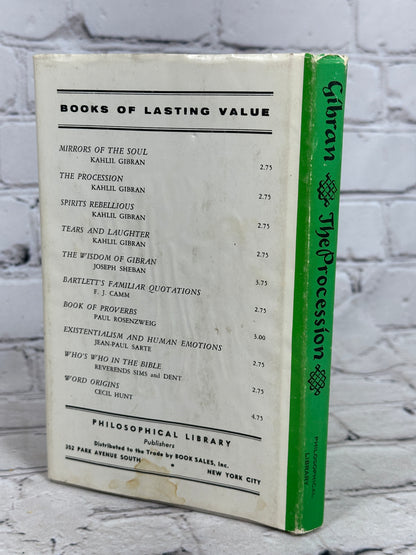 BOOKS OF LASTING VALUE
MIRRORS OF THE SOUL
KAHLIL GIBRAN
2.75
THE PROCESSION
KAHLIL GIBRAN
2.75
SPIRITS REBELLIOUS
KAHLIL GIBRAN
2.75
TEARS AND LAUGHTER
KAHLIL GIBRAN
2.75
THE WISDOM OF GIBRAN
JOSEPH SHEBAN
3.75
BARTLETT'S FAMILIAR QUOTATIONS
F. J. CAMM
2.75
BOOK OF PROVERBS
PAUL ROSENZWEIG
3.00
EXISTENTIALISM AND HUMAN EMOTIONS
JEAN-PAUL SARTE
2.75
WHO'S WHO IN THE BIBLE
REVERENDS SIMS and DENT
2.75
WORD ORIGINS
CECIL HUNT
4.75
PHILOSOPHICAL LIBRARY
Publishers
Distributed to the Trade by BOOK SALES, Inc.
352 PARK AVENUE SOUTH • NEW YORK CITY
Gibran The Procession
PHILOSOPHICAL
LIBRARY